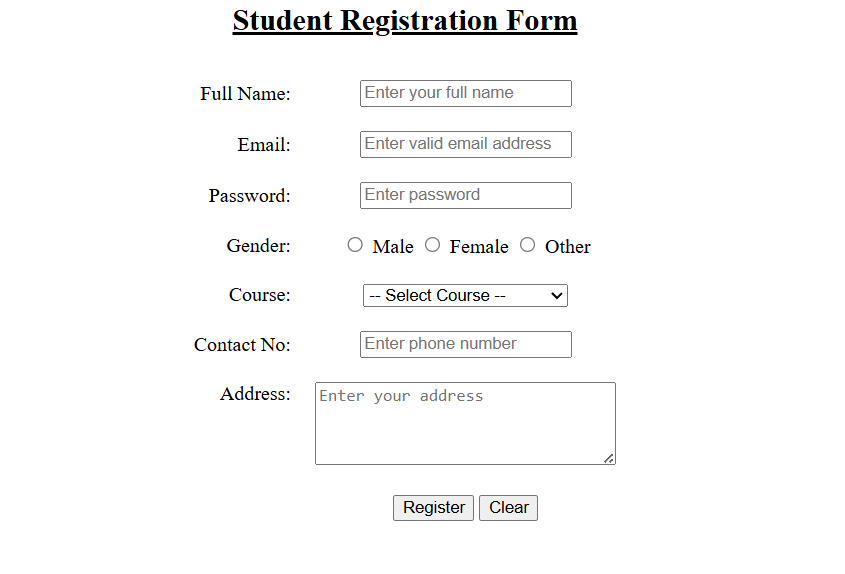 Student Registration Form
Full Name: Enter your full name
Email: Enter valid email address
Password: Enter password
Gender: Male Female Other
Course: -- Select Course --
Contact No: Enter phone number
Address: Enter your address
Register Clear